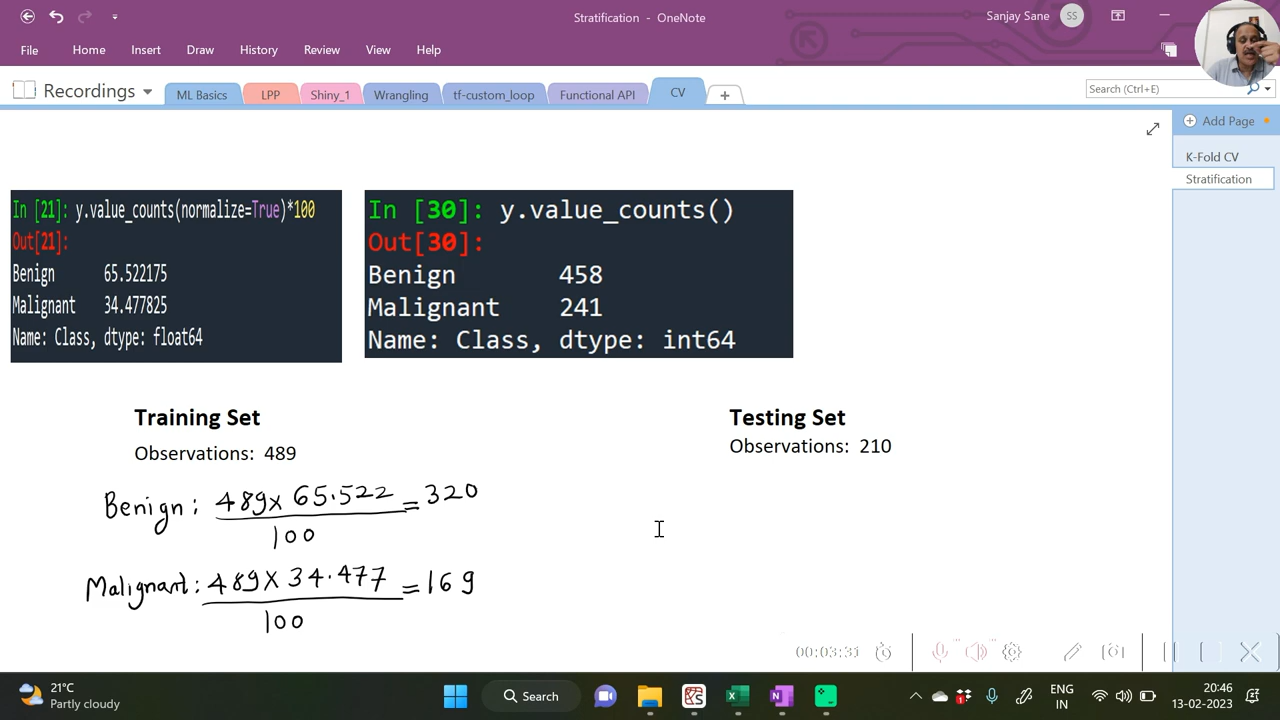 Stratification - OneNote
Sanjay Sane SS
File Home Insert Draw History Review View Help
Recordings ML Basics LPP Shiny_1 Wrangling tf-custom_loop Functional API CV
Search (Ctrl+E)
Add Page
K-Fold CV
Stratification
In [21]: y.value_counts(normalize=True)*100
Out[21]:
Benign 65.522175
Malignant 34.477825
Name: Class, dtype: float64
In [30]: y.value_counts()
Out[30]:
Benign 458
Malignant 241
Name: Class, dtype: int64
Training Set
Observations: 489
Benign: 489x 65.522 = 320
100
Malignant: 489X 34.477 = 169
100
Testing Set
Observations: 210
00:03:31
21°C
Partly cloudy
Search
ENG
IN
20:46
13-02-2023